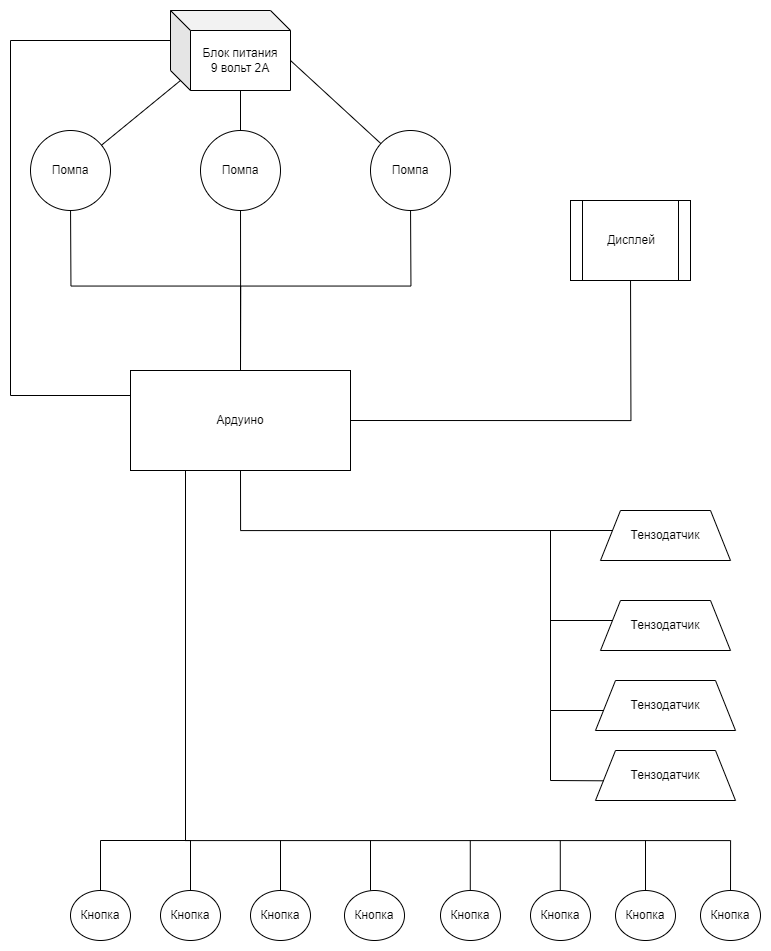 Блок питания
9 вольт 2А
Помпа
Помпа
Помпа
Дисплей
Ардуино
Тензодатчик
Тензодатчик
Тензодатчик
Тензодатчик
Кнопка
Кнопка
Кнопка
Кнопка
Кнопка
Кнопка
Кнопка
Кнопка